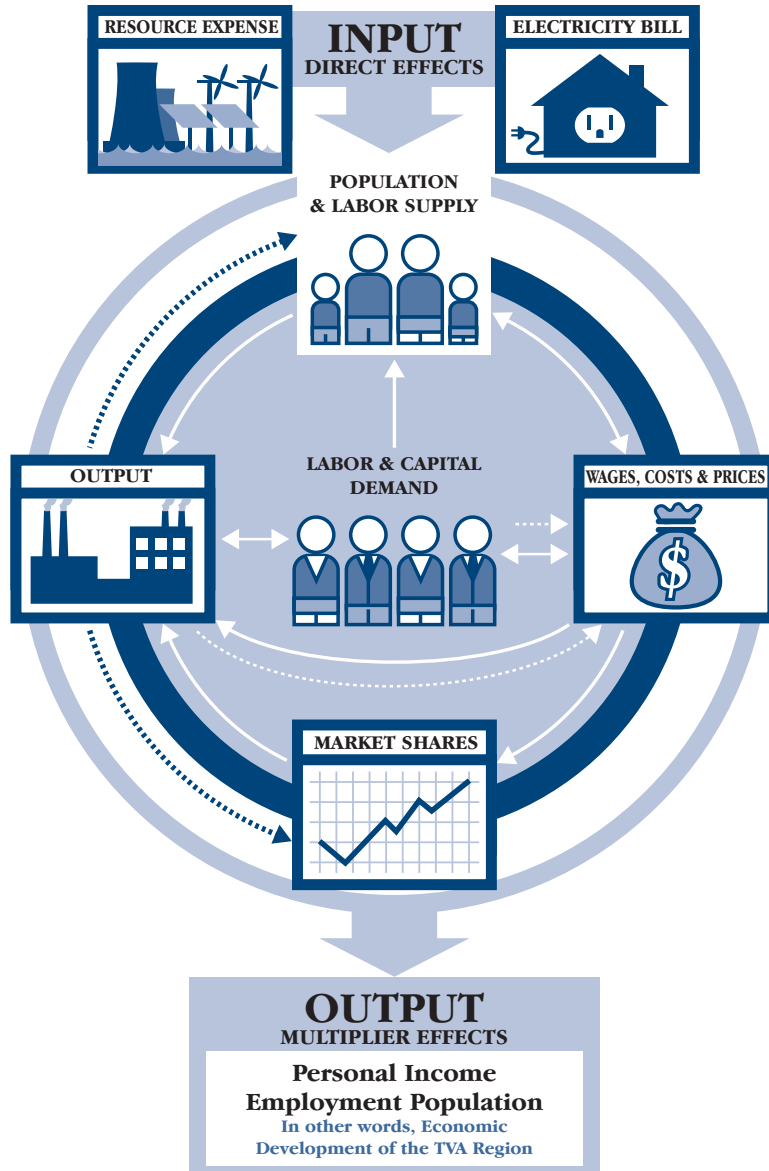 RESOURCE EXPENSE
INPUT
DIRECT EFFECTS
ELECTRICITY BILL
POPULATION
& LABOR SUPPLY
LABOR & CAPITAL
DEMAND
OUTPUT
WAGES, COSTS & PRICES
$
MARKET SHARES
OUTPUT
MULTIPLIER EFFECTS
Personal Income
Employment Population
In other words, Economic
Development of the TVA Region